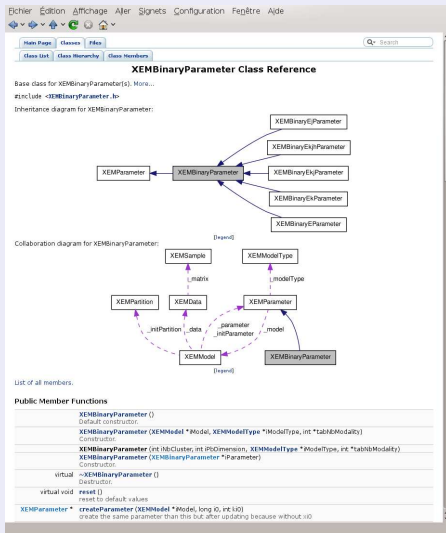 Fichier Édition Affichage Aller Signets Configuration Fenêtre Aide
Main Page Classes Files
Search
Class List Class Hierarchy Class Members
XEMBinaryParameter Class Reference
Base class for XEMBinaryParameter(s). More...
#include <XEMBinaryParameter.h>
Inheritance diagram for XEMBinaryParameter:
XEMBinaryEjParameter
XEMBinaryEkjhParameter
XEMParameter XEMBinaryParameter XEMBinaryEkjParameter
XEMBinaryEkParameter
XEMBinaryEParameter
[legend]
Collaboration diagram for XEMBinaryParameter:
XEMSample XEMModelType
_matrix _modelType
XEMPartition XEMData XEMParameter
_initPartition _data _parameter _initParameter _model
XEMModel XEMBinaryParameter
[legend]
List of all members.
Public Member Functions
XEMBinaryParameter ()
Default constructor.
XEMBinaryParameter (XEMModel *iModel, XEMModelType *iModelType, int *tabNbModality)
Constructor.
XEMBinaryParameter (int iNbCluster, int iPbDimension, XEMModelType *iModelType, int *tabNbModality)
XEMBinaryParameter (XEMBinaryParameter *iParameter)
Constructor.
virtual ~XEMBinaryParameter ()
Destructor.
virtual void reset ()
reset to default values
XEMParameter * createParameter (XEMModel *iModel, long i0, int ki0)
create the same parameter than this but after updating because without xi0